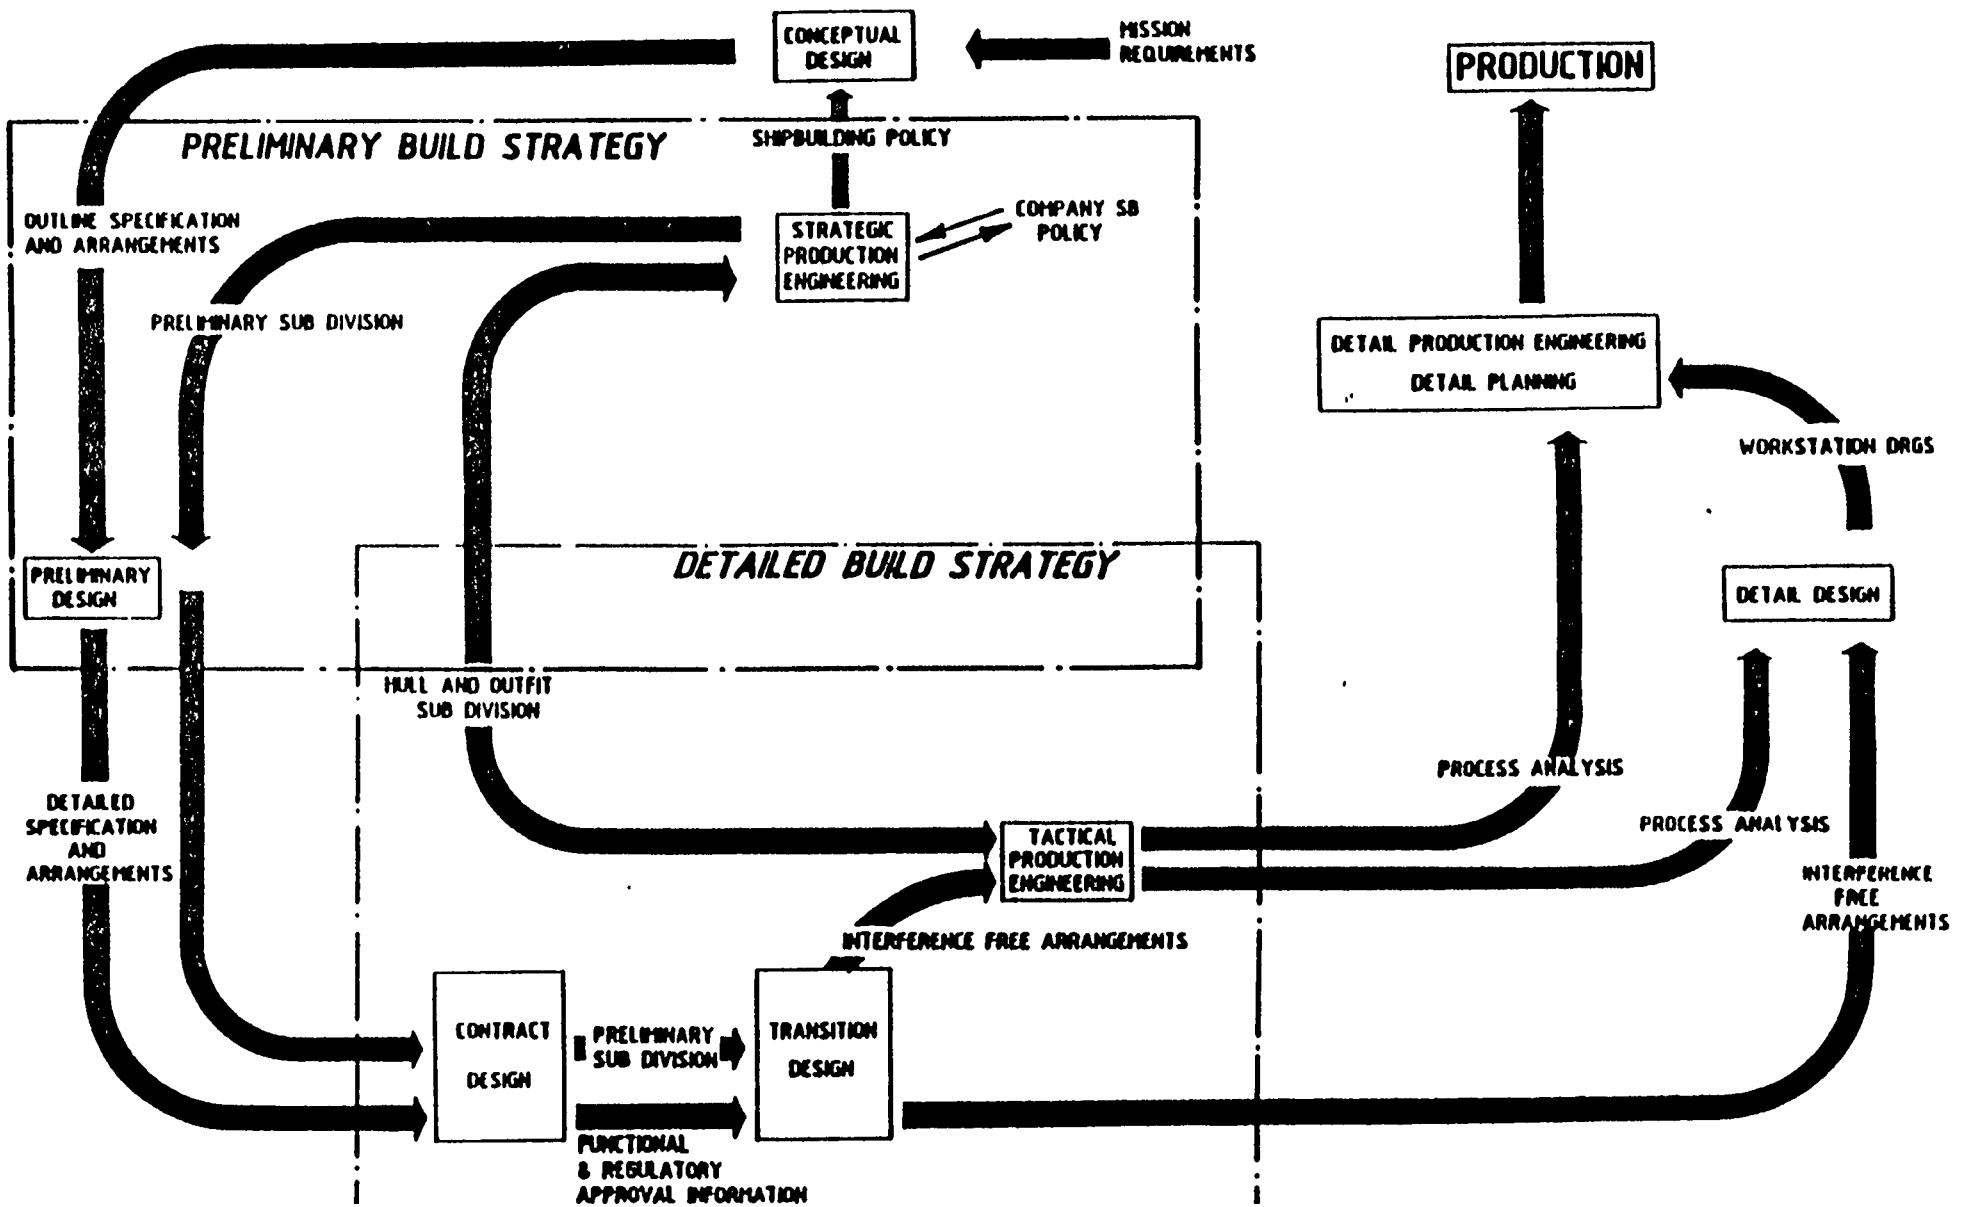 CONCEPTUAL
DESIGN
MISSION
REQUIREMENTS
PRODUCTION
PRELIMINARY BUILD STRATEGY
SHIPBUILDING POLICY
OUTLINE SPECIFICATION
AND ARRANGEMENTS
STRATEGIC
PRODUCTION
ENGINEERING
COMPANY SB
POLICY
PRELIMINARY SUB DIVISION
DETAIL PRODUCTION ENGINEERING
DETAIL PLANNING
WORKSTATION DRGS
PRELIMINARY
DESIGN
DETAILED BUILD STRATEGY
DETAIL DESIGN
HULL AND OUTFIT
SUB DIVISION
PROCESS ANALYSIS
DETAILED
SPECIFICATION
AND
ARRANGEMENTS
TACTICAL
PRODUCTION
ENGINEERING
PROCESS ANALYSIS
INTERFERENCE
FREE
ARRANGEMENTS
INTERFERENCE FREE ARRANGEMENTS
CONTRACT
DESIGN
PRELIMINARY
SUB DIVISION
TRANSITION
DESIGN
FUNCTIONAL
& REGULATORY
APPROVAL INFORMATION